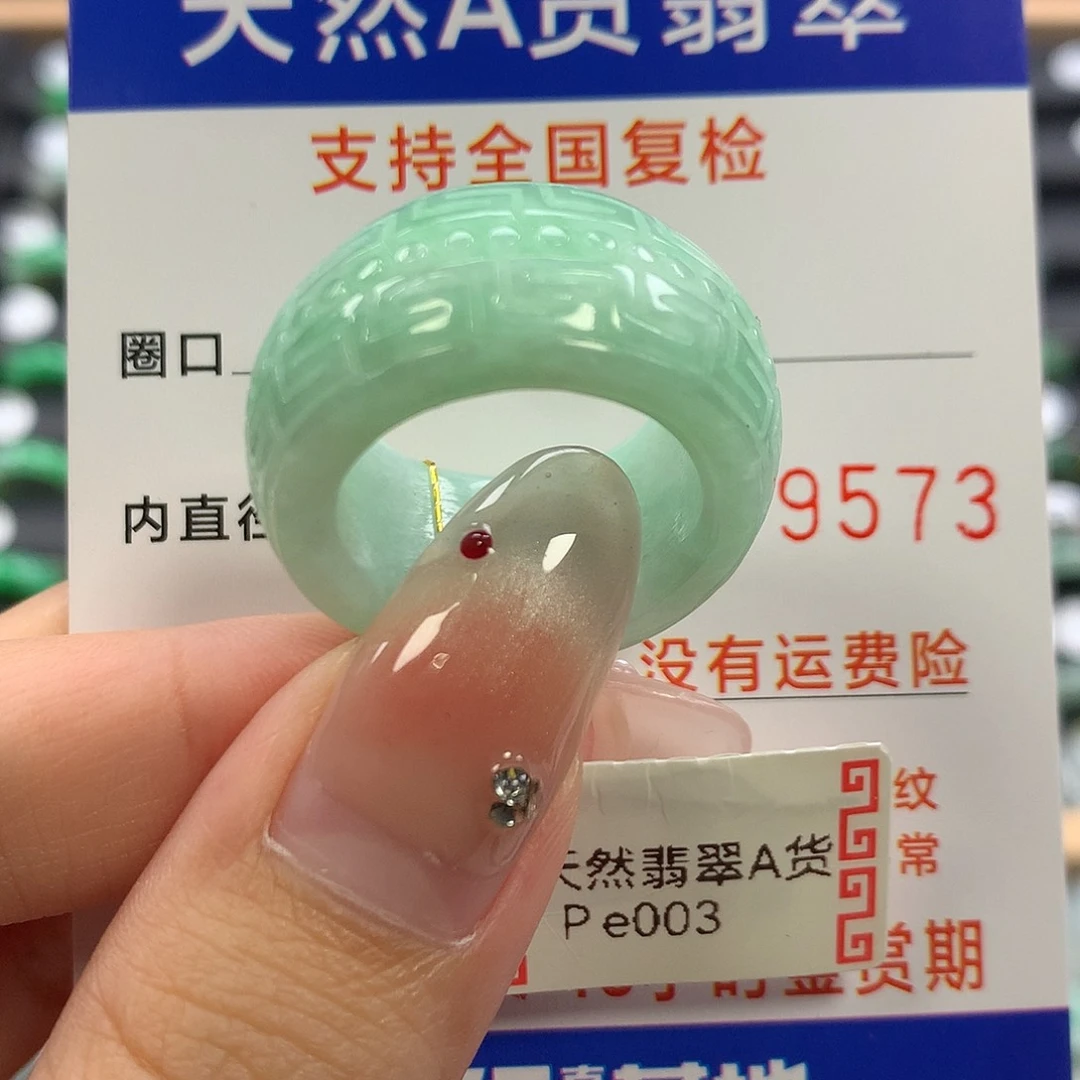 天然A货翡翠
支持全国复检
圈口
内直径
9573
没有运费险
纹
常
天然翡翠A货
Pe003
赏期